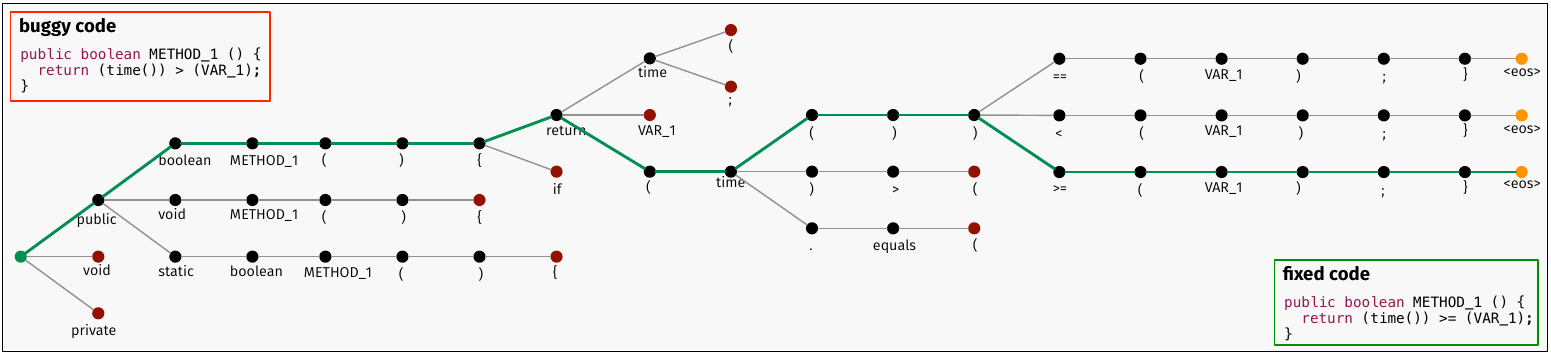 buggy code
public boolean METHOD_1 () {
return (time()) > (VAR_1);
}
(
time
;
== ( VAR_1 ) ; } <eos>
return VAR_1 ( ) ) < ( VAR_1 ) ; } <eos>
boolean METHOD_1 ( ) {
if ( time ) > ( >= ( VAR_1 ) ; } <eos>
public void METHOD_1 ( ) {
. equals (
void static boolean METHOD_1 ( ) {
private
fixed code
public boolean METHOD_1 () {
return (time()) >= (VAR_1);
}